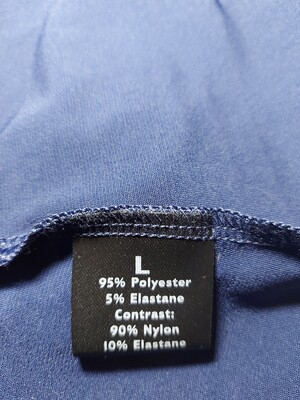 L
95% Polyester
5% Elastane
Contrast:
90% Nylon
10% Elastane